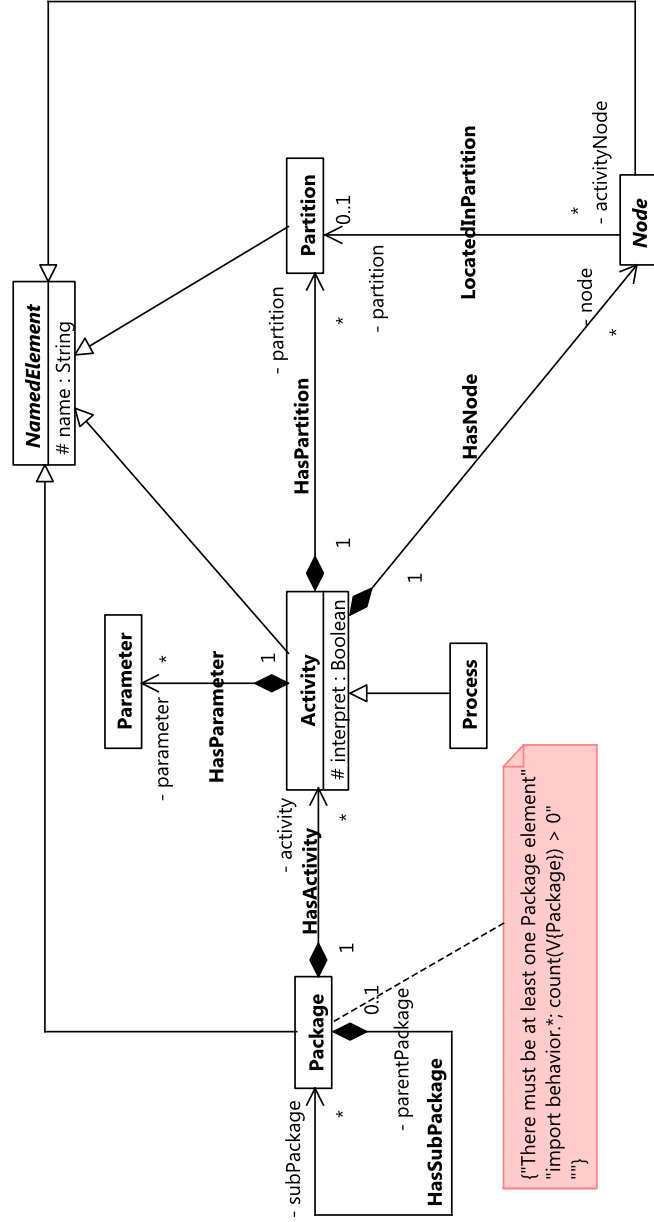 NamedElement
# name : String
Parameter
- parameter
*
HasParameter
1
- subPackage
- activity
- partition
Package
HasActivity
Activity
HasPartition
Partition
*
1
*
# interpret : Boolean
1
*
0..1
0..1
- partition
- parentPackage
1
HasSubPackage
Process
HasNode
LocatedInPartition
{"There must be at least one Package element"
"import behavior.*; count(V{Package}) > 0"
""}
- node
*
*
- activityNode
Node